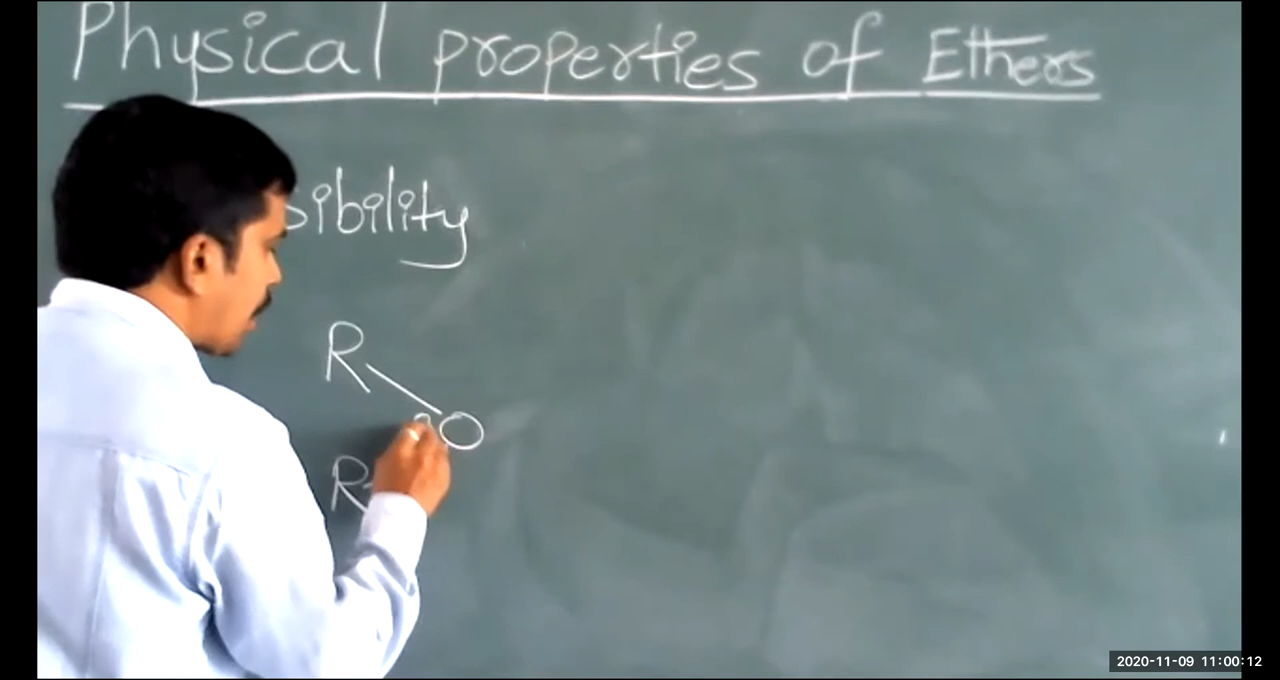 Physical properties of Ethers
sibility
R
O
R
2020-11-09 11:00:12